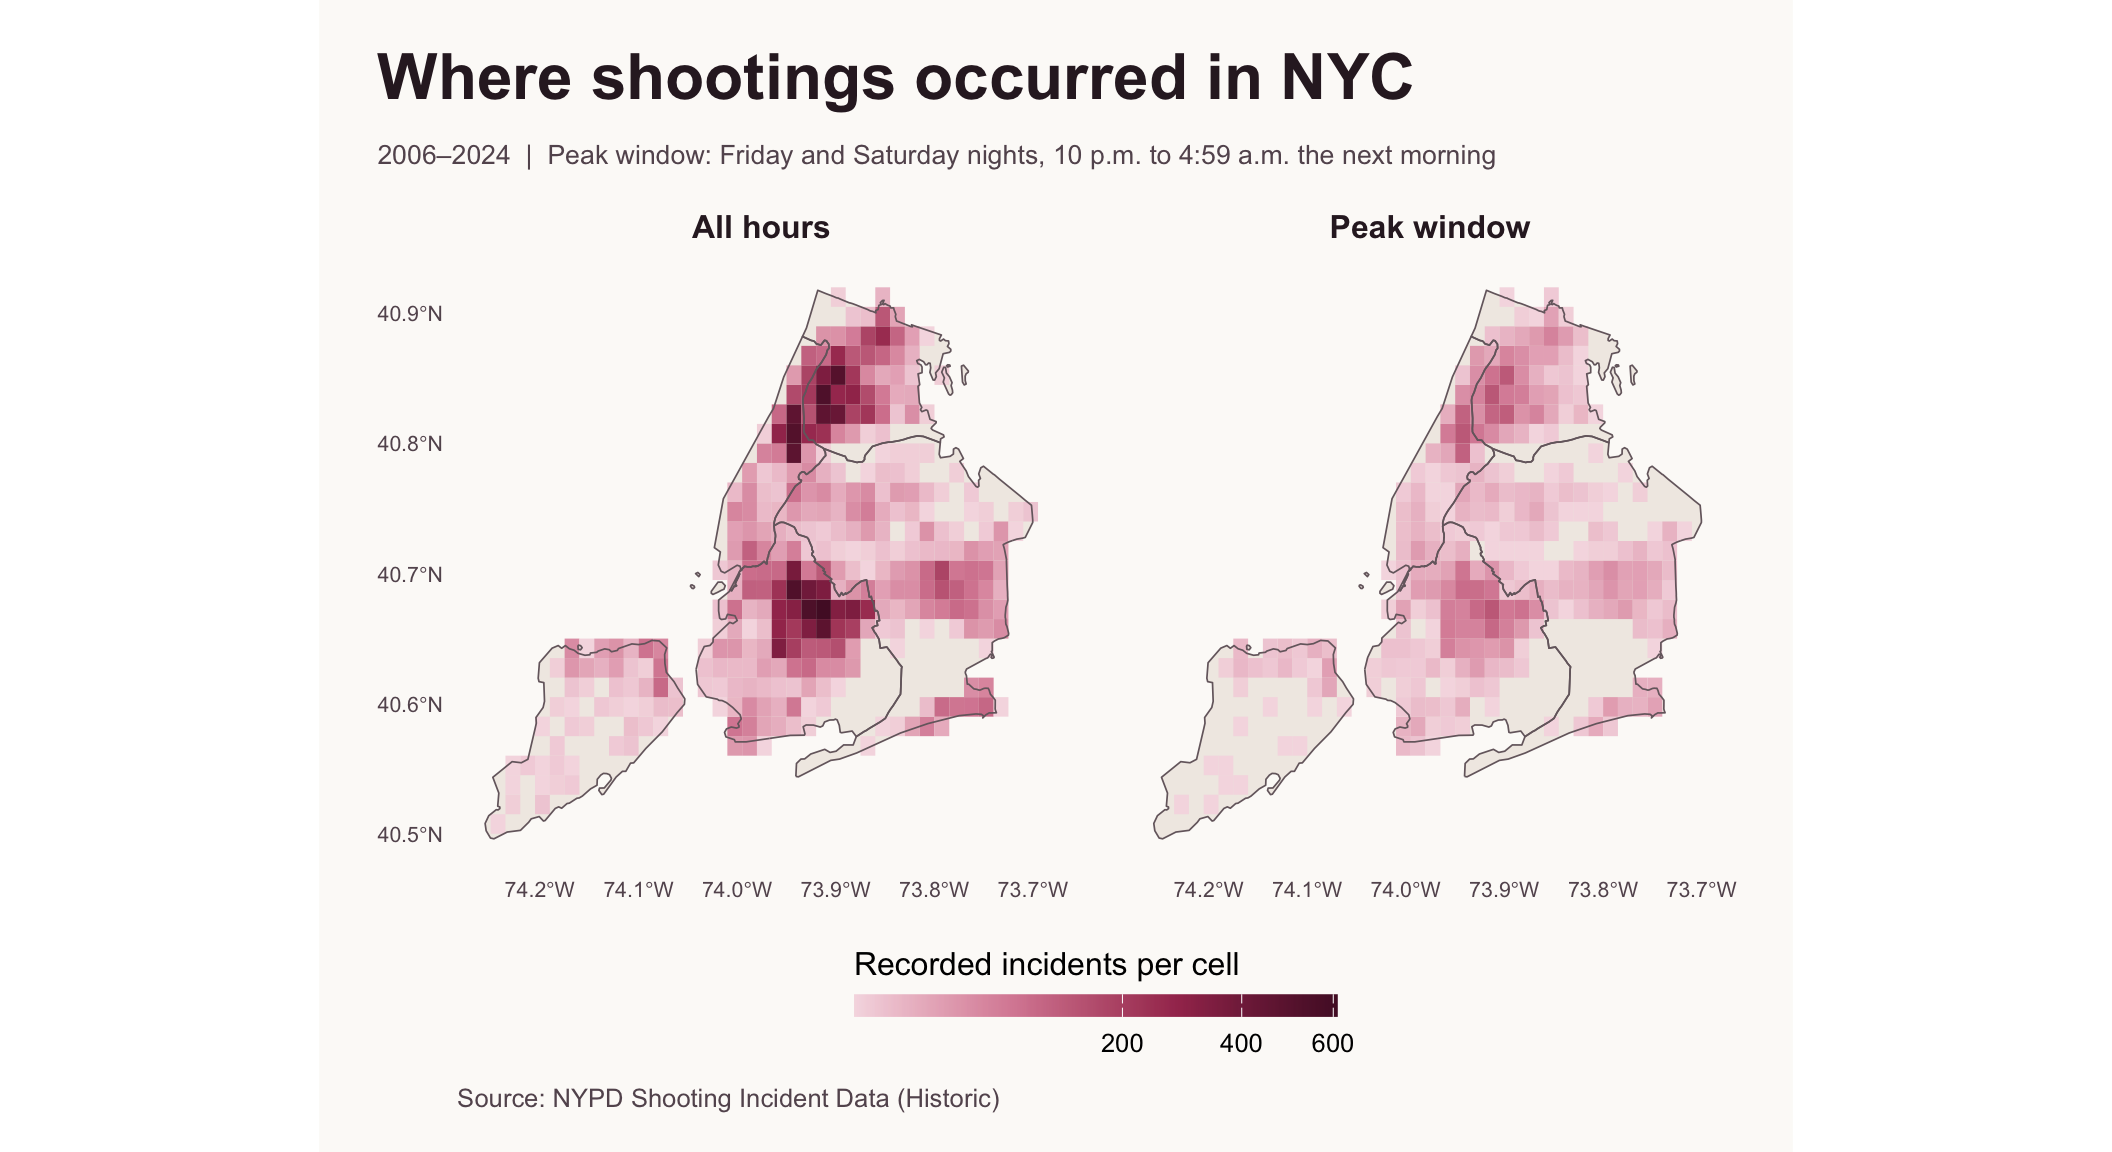 Where shootings occurred in NYC
2006–2024 | Peak window: Friday and Saturday nights, 10 p.m. to 4:59 a.m. the next morning
All hours
Peak window
40.9°N
40.8°N
40.7°N
40.6°N
40.5°N
74.2°W 74.1°W 74.0°W 73.9°W 73.8°W 73.7°W
74.2°W 74.1°W 74.0°W 73.9°W 73.8°W 73.7°W
Recorded incidents per cell
200 400 600
Source: NYPD Shooting Incident Data (Historic)